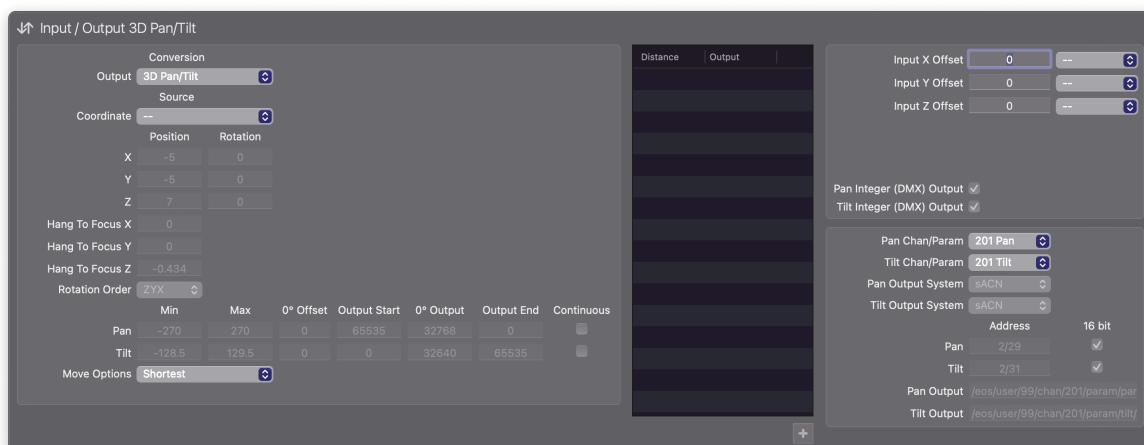 Input / Output 3D Pan/Tilt
Conversion
Output 3D Pan/Tilt
Source
Coordinate --
Position Rotation
X -5 0
Y -5 0
Z 7 0
Hang To Focus X 0
Hang To Focus Y 0
Hang To Focus Z -0.434
Rotation Order ZYX
Min Max 0° Offset Output Start 0° Output Output End Continuous
Pan -270 270 0 65535 32768 0
Tilt -128.5 129.5 0 0 32640 65535
Move Options Shortest
Distance Output
+
Input X Offset 0 --
Input Y Offset 0 --
Input Z Offset 0 --
Pan Integer (DMX) Output
Tilt Integer (DMX) Output
Pan Chan/Param 201 Pan
Tilt Chan/Param 201 Tilt
Pan Output System sACN
Tilt Output System sACN
Address 16 bit
Pan 2/29
Tilt 2/31
Pan Output /eos/user/99/chan/201/param/par
Tilt Output /eos/user/99/chan/201/param/tilt/